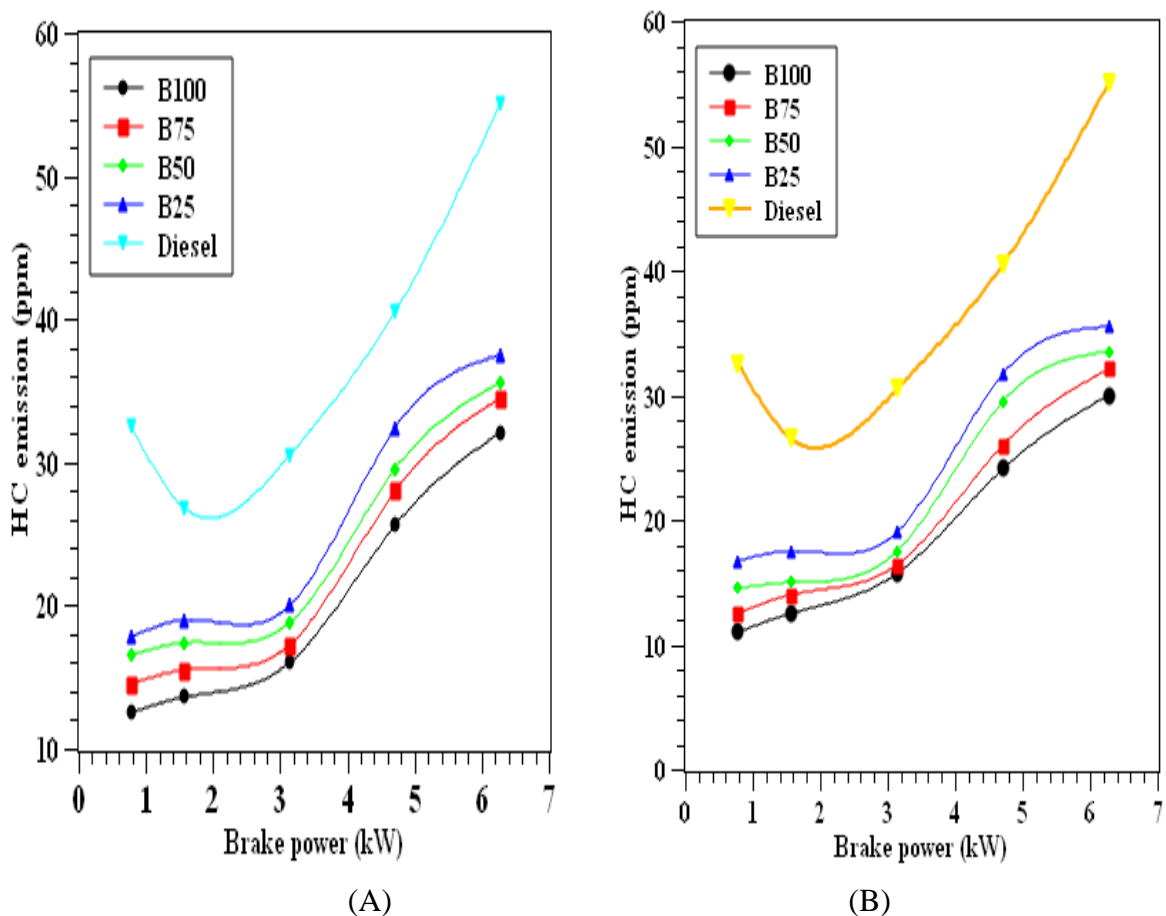 60
50
40
30
20
10
HC emission (ppm)
B100
B75
B50
B25
Diesel
0 1 2 3 4 5 6 7
Brake power (kW)
(A)
60
50
40
30
20
10
0
HC emission (ppm)
B100
B75
B50
B25
Diesel
0 1 2 3 4 5 6 7
Brake power (kW)
(B)